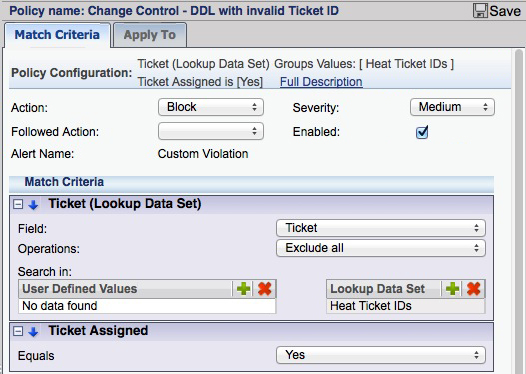 Policy name: Change Control - DDL with invalid Ticket ID Save
Match Criteria Apply To
Policy Configuration: Ticket (Lookup Data Set) Groups Values: [ Heat Ticket IDs ]
Ticket Assigned is [Yes] Full Description
Action: Block Severity: Medium
Followed Action: Enabled:
Alert Name: Custom Violation
Match Criteria
Ticket (Lookup Data Set)
Field: Ticket
Operations: Exclude all
Search in:
User Defined Values Lookup Data Set
No data found Heat Ticket IDs
Ticket Assigned
Equals Yes